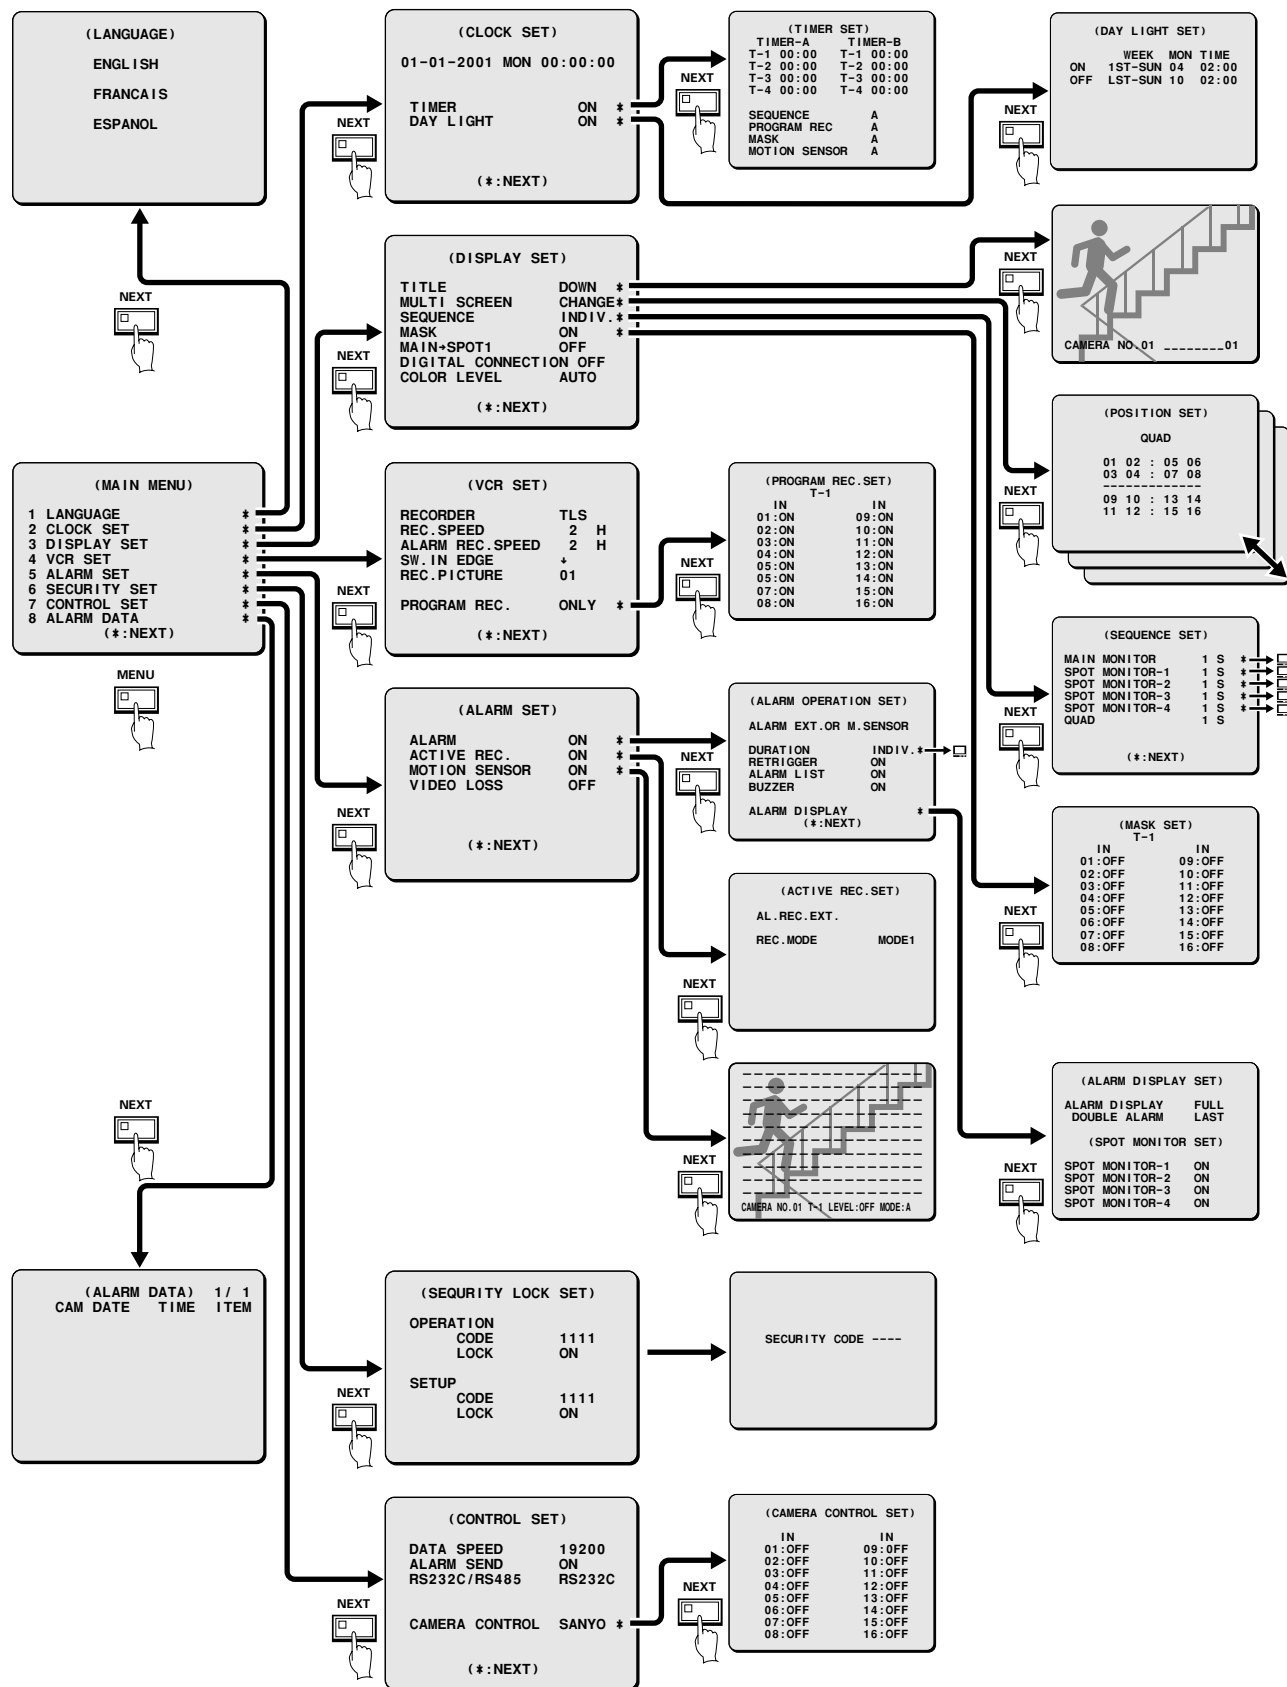 (LANGUAGE)
ENGLISH
FRANCAIS
ESPANOL
NEXT
(MAIN MENU)
1 LANGUAGE *
2 CLOCK SET *
3 DISPLAY SET *
4 VCR SET *
5 ALARM SET *
6 SECURITY SET *
7 CONTROL SET *
8 ALARM DATA *
(*:NEXT)
MENU
NEXT
(ALARM DATA) 1/ 1
CAM DATE TIME ITEM
NEXT
(CLOCK SET)
01-01-2001 MON 00:00:00
TIMER ON *
DAY LIGHT ON *
(*:NEXT)
NEXT
(TIMER SET)
TIMER-A TIMER-B
T-1 00:00 T-1 00:00
T-2 00:00 T-2 00:00
T-3 00:00 T-3 00:00
T-4 00:00 T-4 00:00
SEQUENCE A
PROGRAM REC A
MASK A
MOTION SENSOR A
NEXT
(DAY LIGHT SET)
WEEK MON TIME
ON 1ST-SUN 04 02:00
OFF LST-SUN 10 02:00
NEXT
(DISPLAY SET)
TITLE DOWN *
MULTI SCREEN CHANGE*
SEQUENCE INDIV.*
MASK ON *
MAIN→SPOT1 OFF
DIGITAL CONNECTION OFF
COLOR LEVEL AUTO
(*:NEXT)
NEXT
CAMERA NO.01 ________01
NEXT
(POSITION SET)
QUAD
01 02 : 05 06
03 04 : 07 08
--------------
09 10 : 13 14
11 12 : 15 16
NEXT
(SEQUENCE SET)
MAIN MONITOR 1 S *
SPOT MONITOR-1 1 S *
SPOT MONITOR-2 1 S *
SPOT MONITOR-3 1 S *
SPOT MONITOR-4 1 S *
QUAD 1 S
(*:NEXT)
NEXT
(MASK SET)
T-1
IN IN
01:OFF 09:OFF
02:OFF 10:OFF
03:OFF 11:OFF
04:OFF 12:OFF
05:OFF 13:OFF
06:OFF 14:OFF
07:OFF 15:OFF
08:OFF 16:OFF
NEXT
(VCR SET)
RECORDER TLS
REC.SPEED 2 H
ALARM REC.SPEED 2 H
SW.IN EDGE ↓
REC.PICTURE 01
PROGRAM REC. ONLY *
(*:NEXT)
NEXT
(PROGRAM REC.SET)
T-1
IN IN
01:ON 09:ON
02:ON 10:ON
03:ON 11:ON
04:ON 12:ON
05:ON 13:ON
05:ON 14:ON
07:ON 15:ON
08:ON 16:ON
NEXT
(ALARM SET)
ALARM ON *
ACTIVE REC. ON *
MOTION SENSOR ON *
VIDEO LOSS OFF
(*:NEXT)
NEXT
(ALARM OPERATION SET)
ALARM EXT.OR M.SENSOR
DURATION INDIV.*
RETRIGGER ON
ALARM LIST ON
BUZZER ON
ALARM DISPLAY *
(*:NEXT)
NEXT
(ACTIVE REC.SET)
AL.REC.EXT.
REC.MODE MODE1
NEXT
CAMERA NO.01 T-1 LEVEL:OFF MODE:A
NEXT
(ALARM DISPLAY SET)
ALARM DISPLAY FULL
DOUBLE ALARM LAST
(SPOT MONITOR SET)
SPOT MONITOR-1 ON
SPOT MONITOR-2 ON
SPOT MONITOR-3 ON
SPOT MONITOR-4 ON
NEXT
(SEQURITY LOCK SET)
OPERATION
CODE 1111
LOCK ON
SETUP
CODE 1111
LOCK ON
NEXT
SECURITY CODE ----
(CONTROL SET)
DATA SPEED 19200
ALARM SEND ON
RS232C/RS485 RS232C
CAMERA CONTROL SANYO *
(*:NEXT)
NEXT
(CAMERA CONTROL SET)
IN IN
01:OFF 09:OFF
02:OFF 10:OFF
03:OFF 11:OFF
04:OFF 12:OFF
05:OFF 13:OFF
06:OFF 14:OFF
07:OFF 15:OFF
08:OFF 16:OFF
NEXT